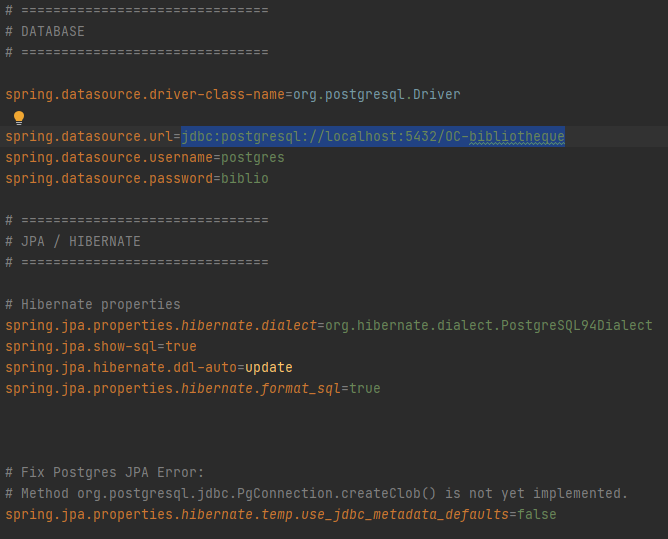 # ===============================
# DATABASE
# ===============================
spring.datasource.driver-class-name=org.postgresql.Driver
spring.datasource.url=jdbc:postgresql://localhost:5432/OC-bibliotheque
spring.datasource.username=postgres
spring.datasource.password=biblio
# ===============================
# JPA / HIBERNATE
# ===============================
# Hibernate properties
spring.jpa.properties.hibernate.dialect=org.hibernate.dialect.PostgreSQL94Dialect
spring.jpa.show-sql=true
spring.jpa.hibernate.ddl-auto=update
spring.jpa.properties.hibernate.format_sql=true
# Fix Postgres JPA Error:
# Method org.postgresql.jdbc.PgConnection.createClob() is not yet implemented.
spring.jpa.properties.hibernate.temp.use_jdbc_metadata_defaults=false